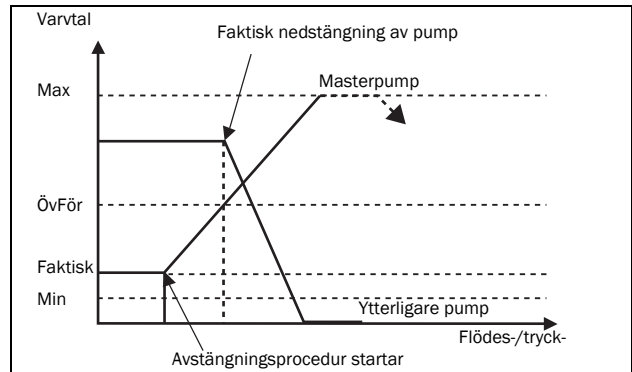 Varvtal
Faktisk nedstängning av pump
Masterpump
Max
ÖvFör
Faktisk
Min
Ytterligare pump
Flödes-/tryck-
Avstängningsprocedur startar